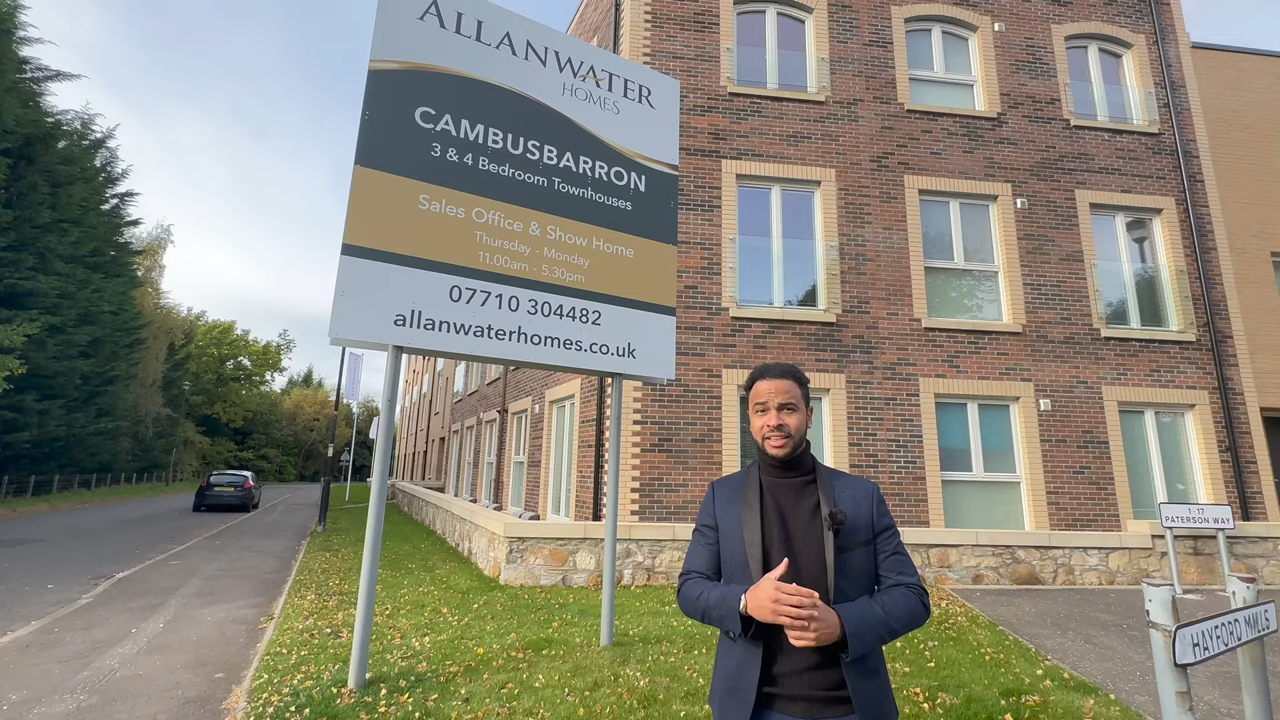 ALLANWATER
HOMES
CAMBUSBARRON
3 & 4 Bedroom Townhouses
Sales Office & Show Home
Thursday - Monday
11.00am - 5.30pm
07710 304482
allanwaterhomes.co.uk
1 - 17
PATERSON WAY
HAYFORD MILLS